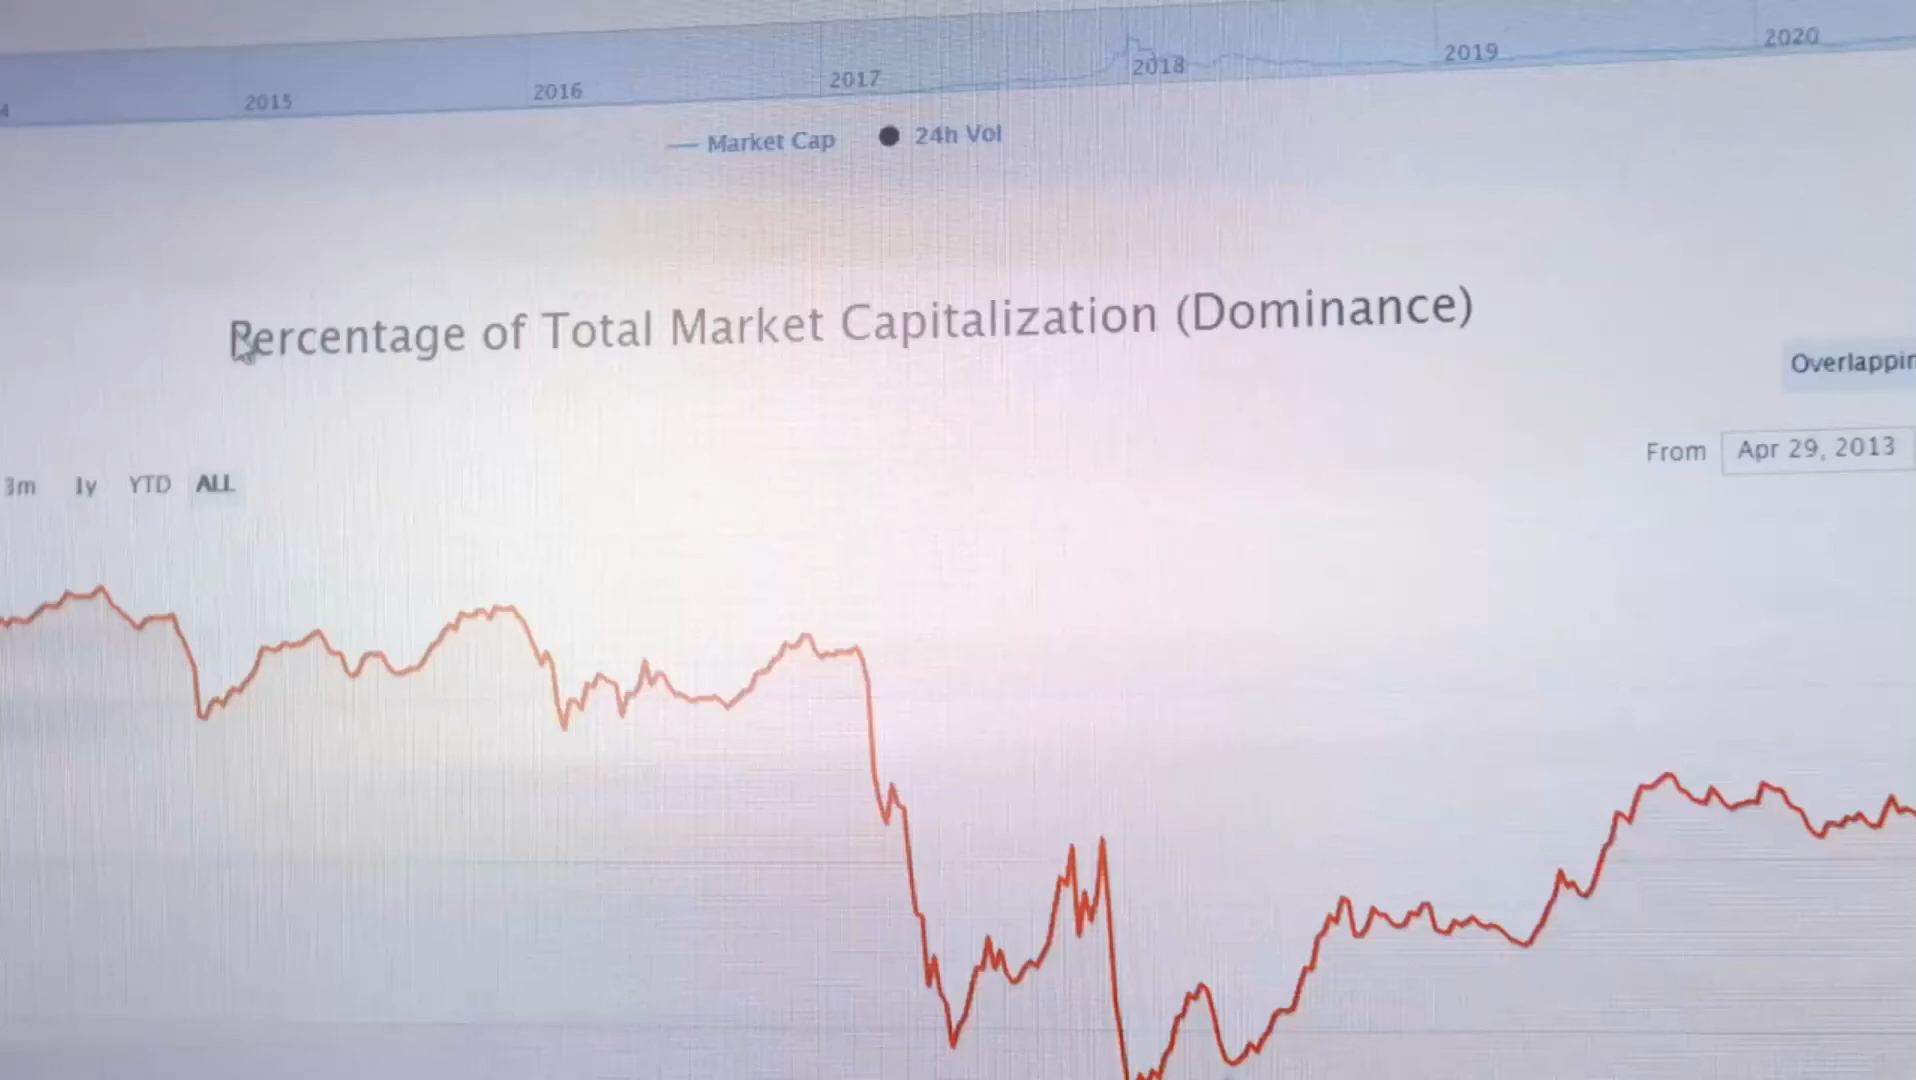 2015 2016 2017 2018 2019 2020
Market Cap 24h Vol
Percentage of Total Market Capitalization (Dominance)
Overlappin
From Apr 29, 2013
3m 1y YTD ALL